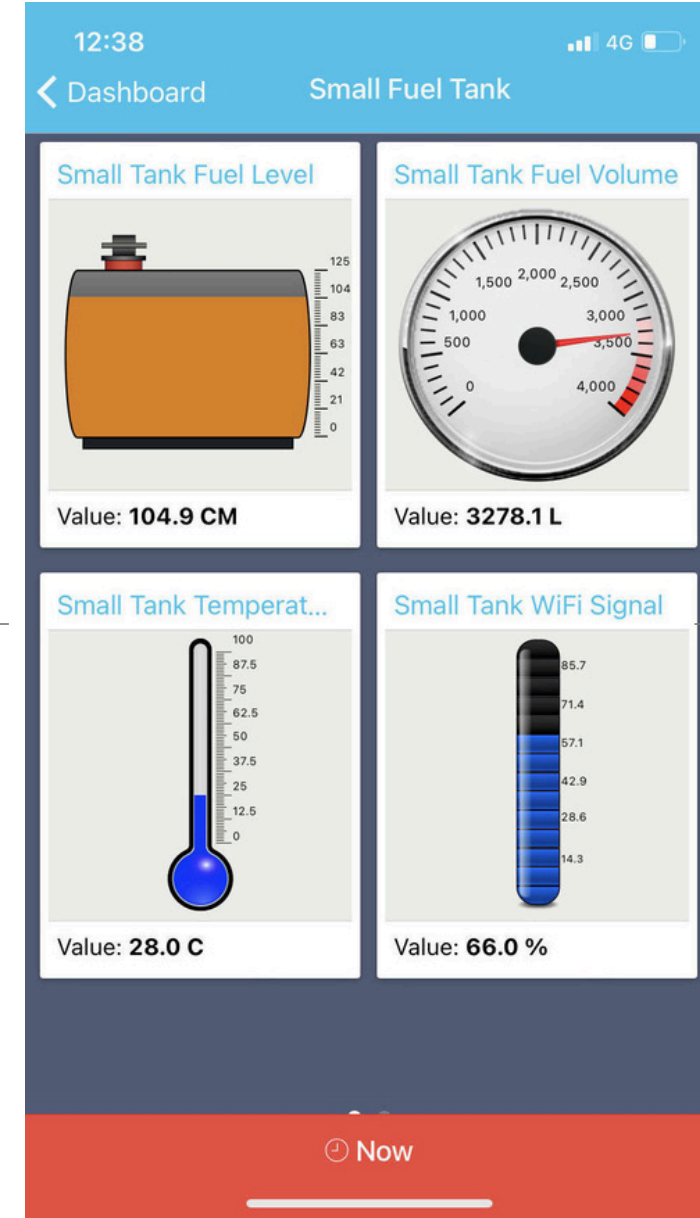 12:38
4G
Dashboard
Small Fuel Tank
Small Tank Fuel Level
125
104
83
63
42
21
0
Value: 104.9 CM
Small Tank Fuel Volume
0
500
1,000
1,500
2,000
2,500
3,000
3,500
4,000
Value: 3278.1 L
Small Tank Temperat...
100
87.5
75
62.5
50
37.5
25
12.5
0
Value: 28.0 C
Small Tank WiFi Signal
85.7
71.4
57.1
42.9
28.6
14.3
Value: 66.0 %
Now